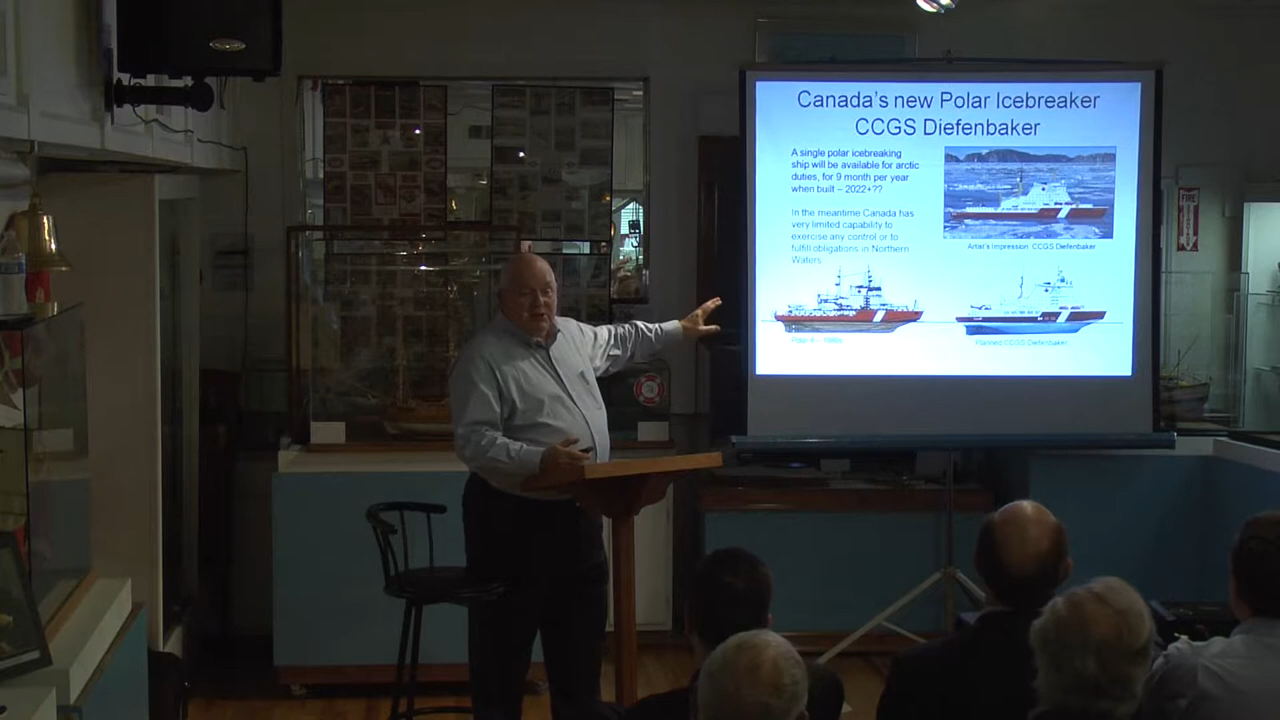 Canada's new Polar Icebreaker
CCGS Diefenbaker
A single polar icebreaking
ship will be available for arctic
duties, for 9 month per year
when built – 2022+??
In the meantime Canada has
very limited capability to
exercise any control or to
fulfill obligations in Northern
Waters
Artist's Impression CCGS Diefenbaker
Planned CCGS Diefenbaker
FIRE